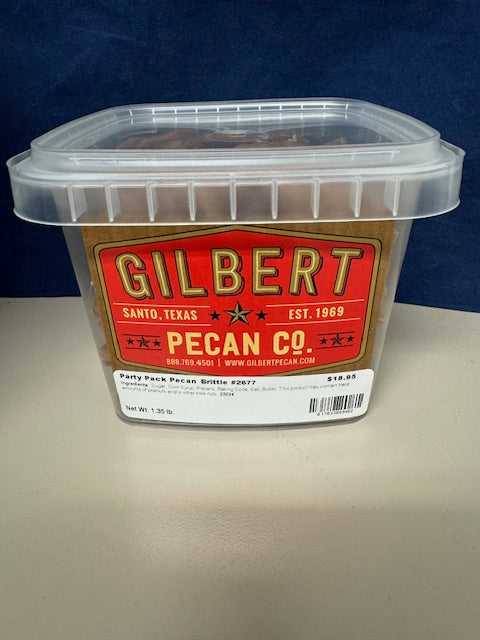 GILBERT
SANTO, TEXAS EST. 1969
PECAN CO.
888.769.4501 | WWW.GILBERTPECAN.COM
Party Pack Pecan Brittle #2677 $18.95
Ingredients: Sugar, Corn Syrup, Pecans, Baking Soda, Salt, Butter. This product may contain trace
amounts of peanuts and/or other tree nuts. 23024
Net Wt. 1.35 lb.